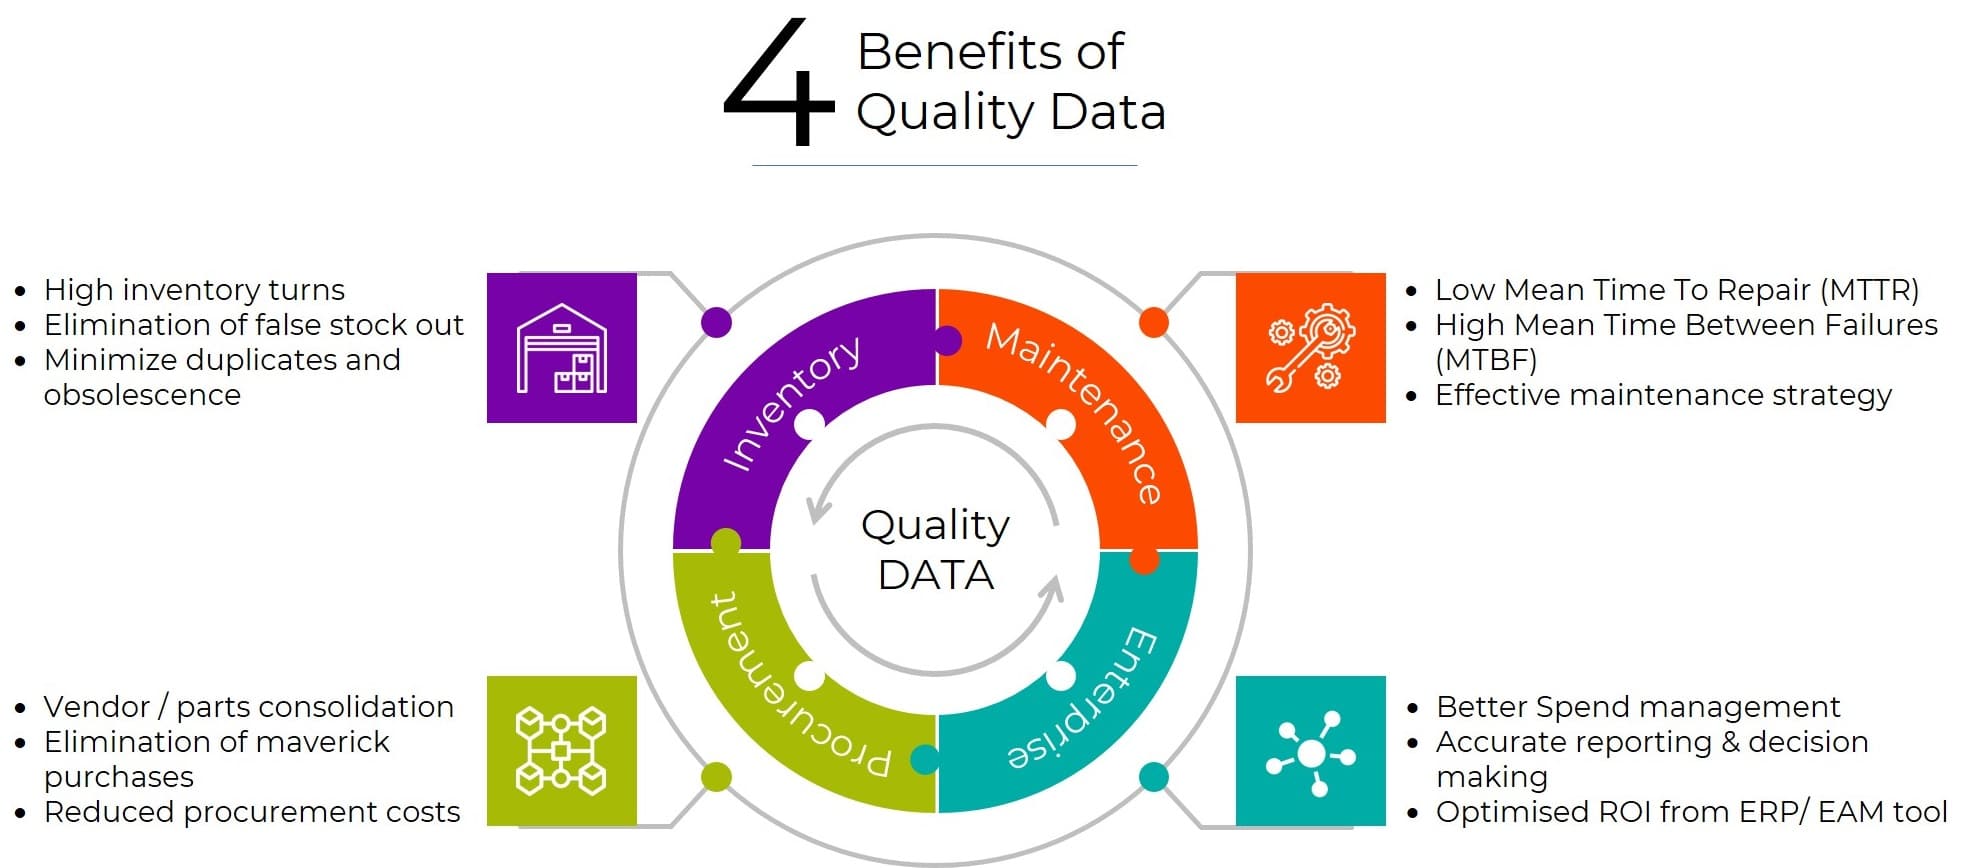 4 Benefits of
Quality Data
• High inventory turns
• Elimination of false stock out
• Minimize duplicates and
obsolescence
Inventory
Maintenance
• Low Mean Time To Repair (MTTR)
• High Mean Time Between Failures
(MTBF)
• Effective maintenance strategy
Quality
DATA
• Vendor / parts consolidation
• Elimination of maverick
purchases
• Reduced procurement costs
Procurement
Enterprise
• Better Spend management
• Accurate reporting & decision
making
• Optimised ROI from ERP/ EAM tool